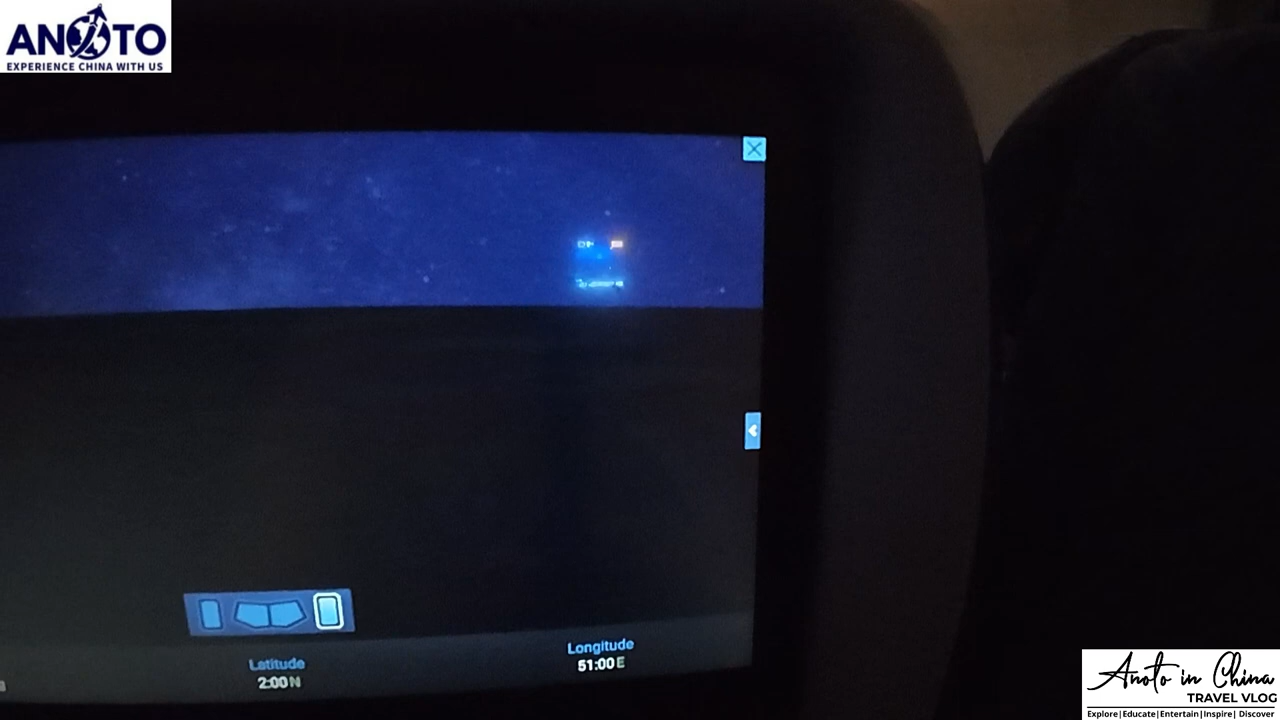 ANOTO
EXPERIENCE CHINA WITH US
Latitude
2:00 N
Longitude
51:00 E
Anoto in China
TRAVEL VLOG
Explore|Educate|Entertain|Inspire| Discover